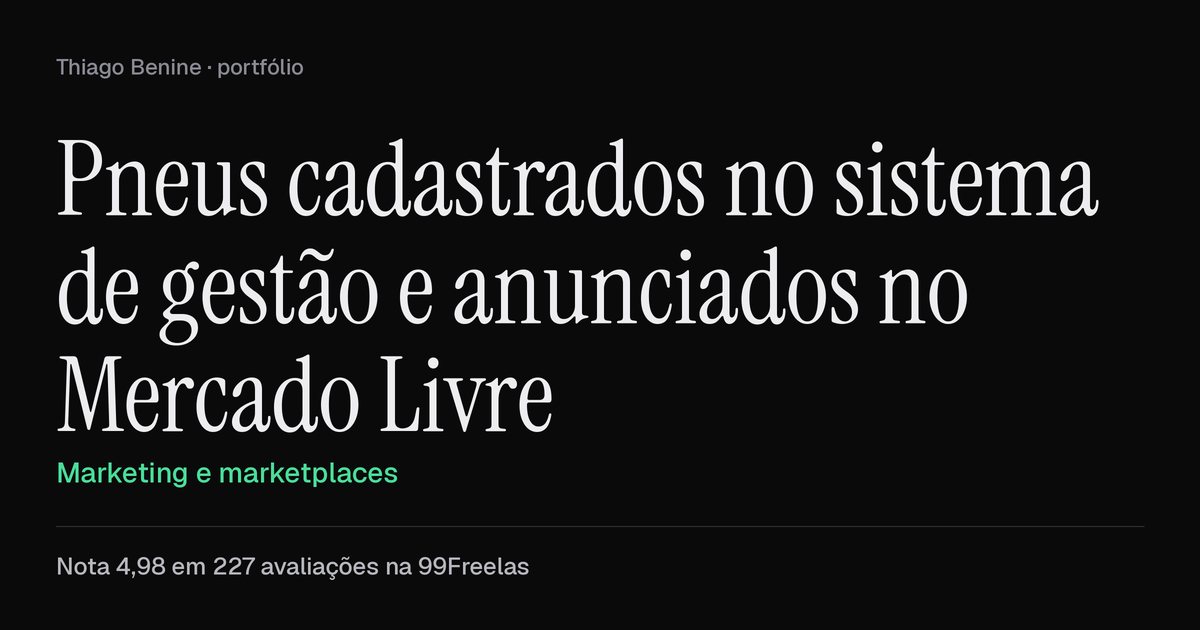 Thiago Benine · portfólio
Pneus cadastrados no sistema
de gestão e anunciados no
Mercado Livre
Marketing e marketplaces
Nota 4,98 em 227 avaliações na 99Freelas